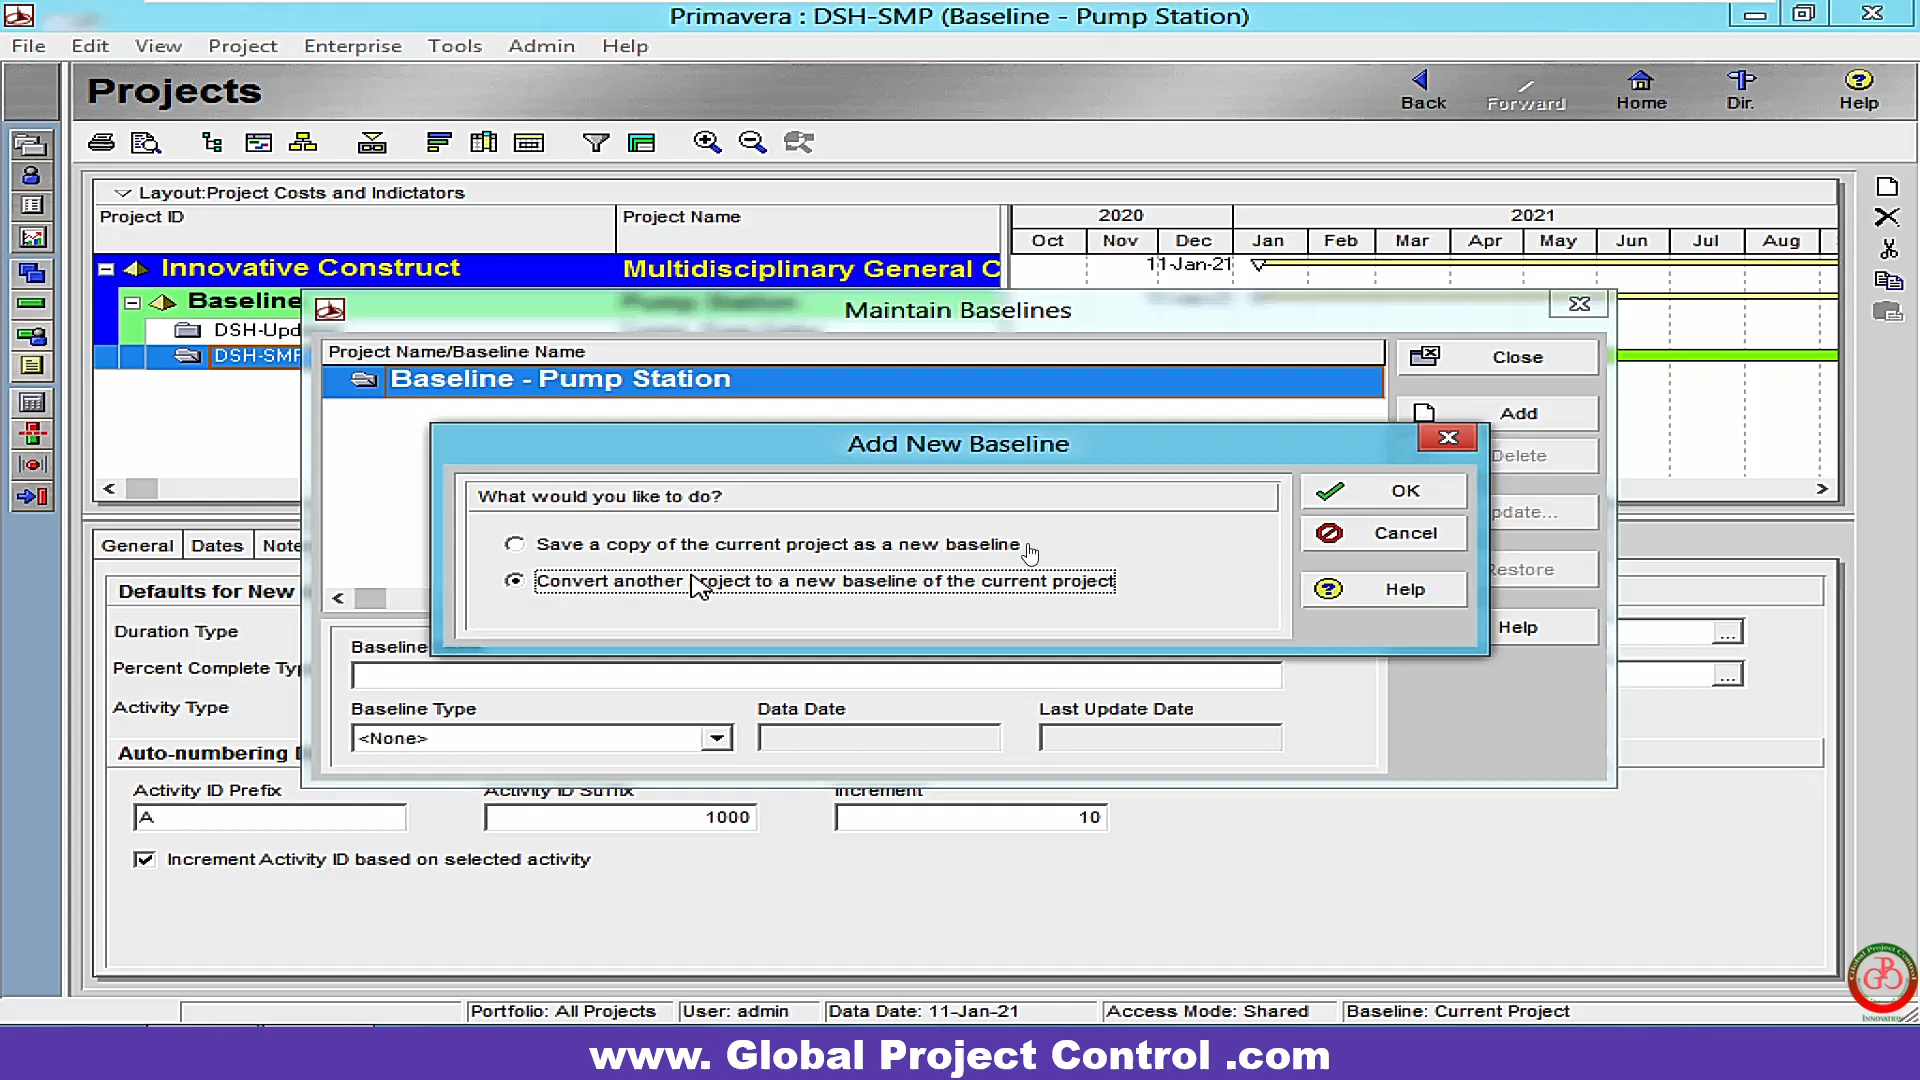 Primavera : DSH-SMP (Baseline - Pump Station)
File Edit View Project Enterprise Tools Admin Help
Projects
Back Forward Home Dir. Help
Layout:Project Costs and Indictators
Project ID Project Name
2020 2021
Oct Nov Dec Jan Feb Mar Apr May Jun Jul Aug
Innovative Construct Multidisciplinary General C
11-Jan-21
Baseline
DSH-Upd
DSH-SMP
Maintain Baselines
Project Name/Baseline Name
Baseline - Pump Station
Close
Add
Delete
pdate...
Restore
Help
Add New Baseline
What would you like to do?
Save a copy of the current project as a new baseline
Convert another project to a new baseline of the current project
OK
Cancel
Help
Baseline
Baseline Type Data Date Last Update Date
<None>
General Dates Note
Defaults for New
Duration Type
Percent Complete Typ
Activity Type
Auto-numbering
Activity ID Prefix Activity ID Suffix Increment
A 1000 10
Increment Activity ID based on selected activity
Portfolio: All Projects User: admin Data Date: 11-Jan-21 Access Mode: Shared Baseline: Current Project
www. Global Project Control .com